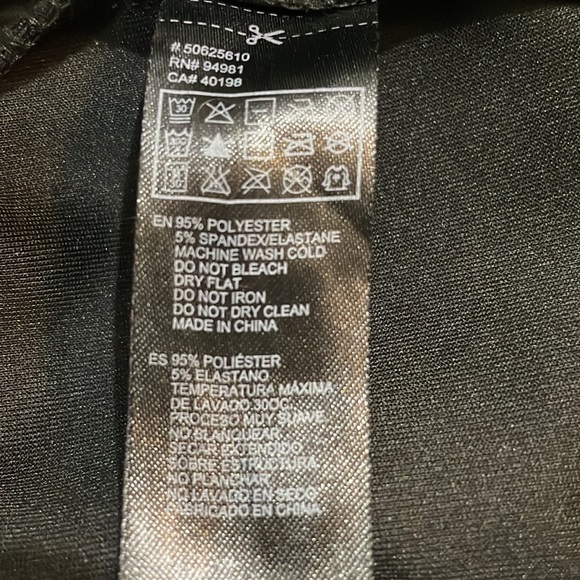 # 50625610
RN# 94981
CA# 40198
30
EN 95% POLYESTER
5% SPANDEX/ELASTANE
MACHINE WASH COLD
DO NOT BLEACH
DRY FLAT
DO NOT IRON
DO NOT DRY CLEAN
MADE IN CHINA
ES 95% POLIÉSTER
5% ELASTANO
TEMPERATURA MÁXIMA
DE LAVADO 30OC
PROCESO MUY SUAVE
NO BLANQUEAR
SECAR EXTENDIDO
SOBRE ESTRUCTURA
NO PLANCHAR
NO LAVADO EN SECO
FABRICADO EN CHINA